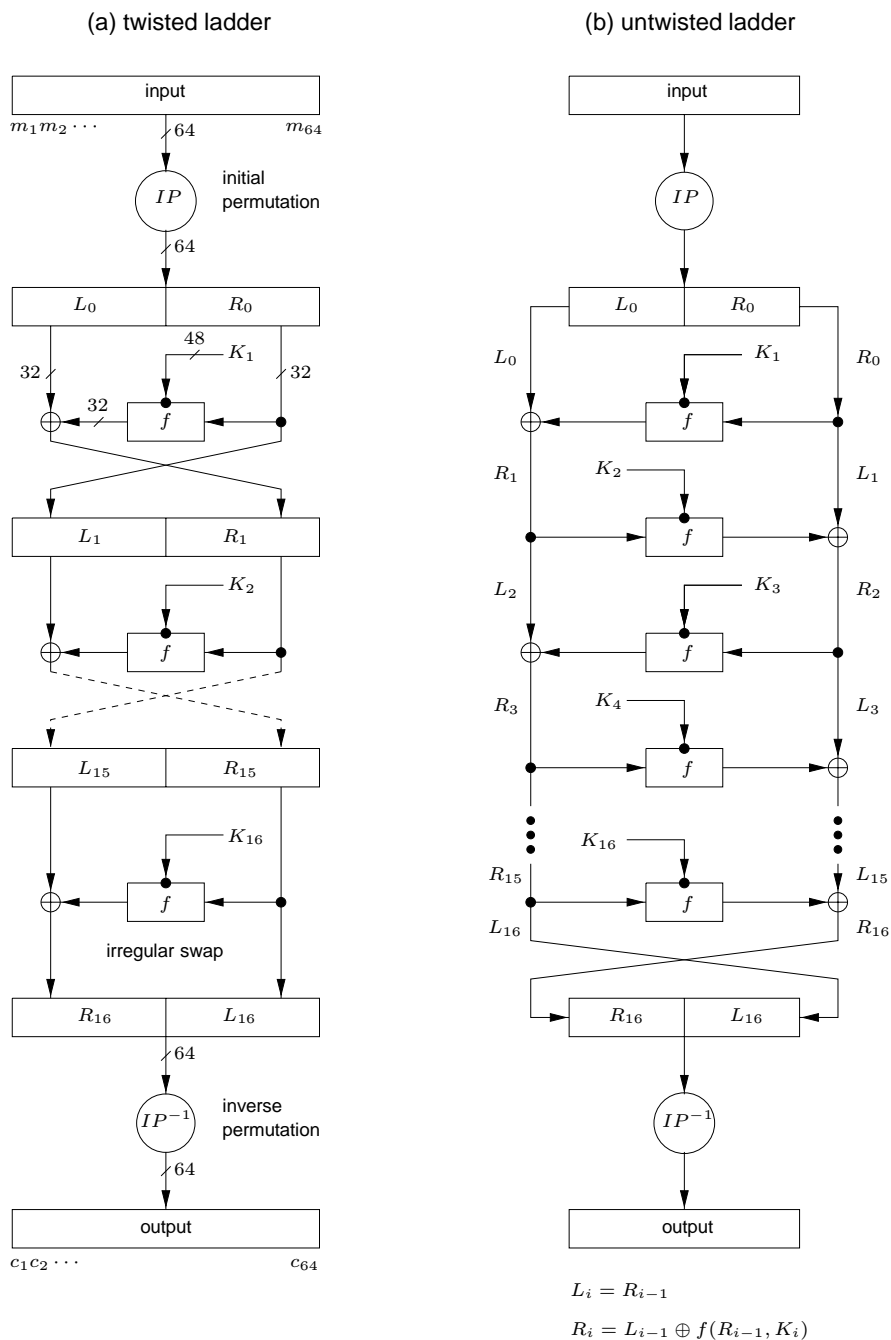 (a) twisted ladder
input
m₁m₂ ··· m₆₄
64
IP
initial
permutation
64
L₀ R₀
48
K₁
32
32
32
f
L₁ R₁
K₂
f
L₁₅ R₁₅
K₁₆
f
irregular swap
R₁₆ L₁₆
64
IP⁻¹
inverse
permutation
64
output
c₁c₂ ··· c₆₄
(b) untwisted ladder
input
IP
L₀ R₀
L₀ K₁ R₀
f
R₁ K₂ L₁
f
L₂ K₃ R₂
f
R₃ K₄ L₃
f
K₁₆
R₁₅ f L₁₅
L₁₆ R₁₆
R₁₆ L₁₆
IP⁻¹
output
Lᵢ = Rᵢ₋₁
Rᵢ = Lᵢ₋₁ ⊕ f(Rᵢ₋₁, Kᵢ)